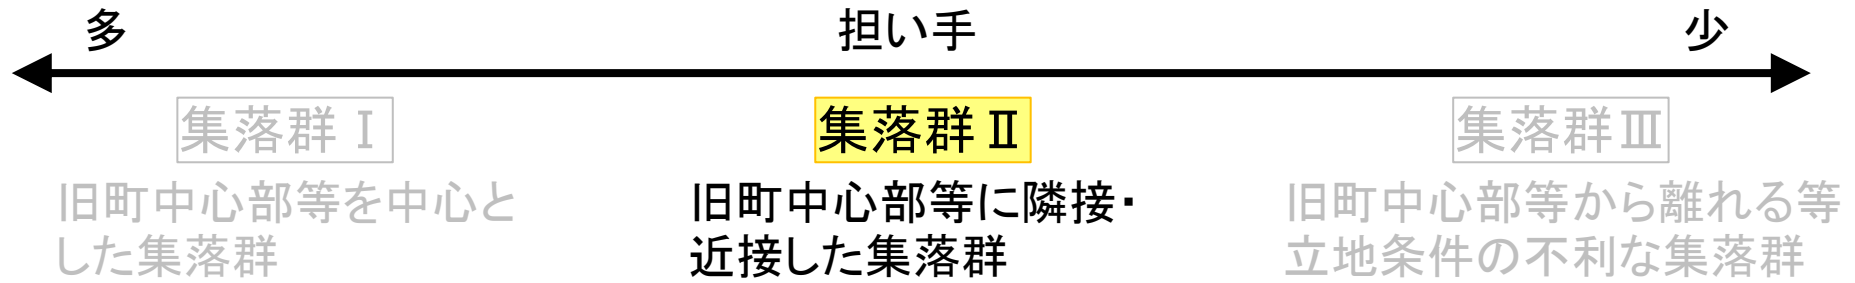 多 担い手 少
集落群Ⅰ 集落群Ⅱ 集落群Ⅲ
旧町中心部等を中心と
した集落群
旧町中心部等に隣接・
近接した集落群
旧町中心部等から離れる等
立地条件の不利な集落群